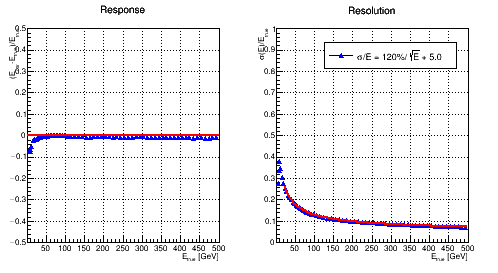 Response
(E_reco - E_true)/E_true
0.5
0.4
0.3
0.2
0.1
0
−0.1
−0.2
−0.3
−0.4
−0.5
50 100 150 200 250 300 350 400 450 500
E_true [GeV]
Resolution
σ(E)/E_true
1
0.9
0.8
0.7
0.6
0.5
0.4
0.3
0.2
0.1
0
σ/E = 120%/√E + 5.0
50 100 150 200 250 300 350 400 450 500
E_true [GeV]